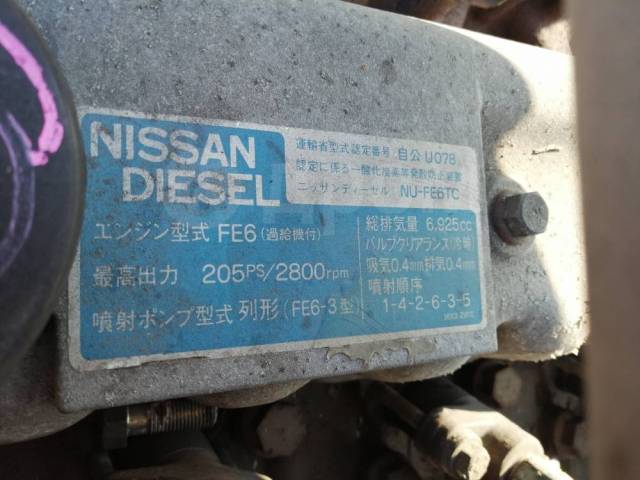 NISSAN
DIESEL
運輸省型式認定番号 自公 U078
認定に係る一酸化炭素等発散防止装置
ニッサンディーゼル NU-FE6TC
エンジン型式 FE6 (過給機付)
最高出力 205PS/2800rpm
噴射ポンプ型式 列形 (FE6-3型)
総排気量 6.925cc
バルブクリアランス(冷間)
吸気0.4mm排気0.4mm
噴射順序
1-4-2-6-3-5